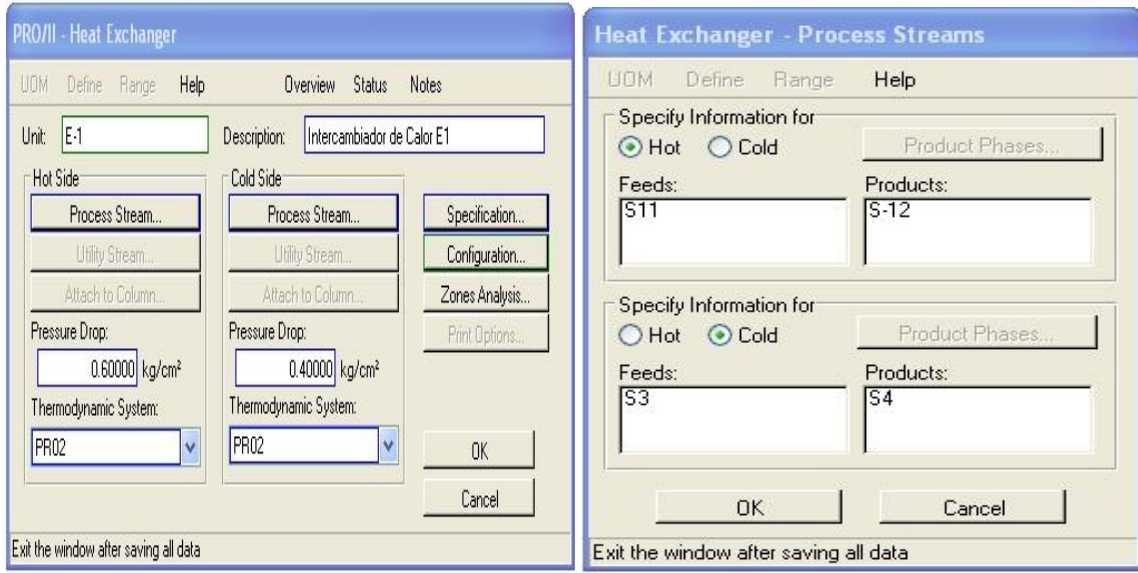 PRO/II - Heat Exchanger
UOM Define Range Help Overview Status Notes
Unit: E-1 Description: Intercambiador de Calor E1
Hot Side Cold Side
Process Stream... Process Stream... Specification...
Utility Stream... Utility Stream... Configuration...
Attach to Column... Attach to Column... Zones Analysis...
Pressure Drop: Pressure Drop: Print Options...
0.60000 kg/cm² 0.40000 kg/cm²
Thermodynamic System: Thermodynamic System:
PR02 PR02 OK
Cancel
Exit the window after saving all data
Heat Exchanger - Process Streams
UOM Define Range Help
Specify Information for
Hot Cold Product Phases...
Feeds: Products:
S11 S-12
Specify Information for
Hot Cold Product Phases...
Feeds: Products:
S3 S4
OK Cancel
Exit the window after saving all data